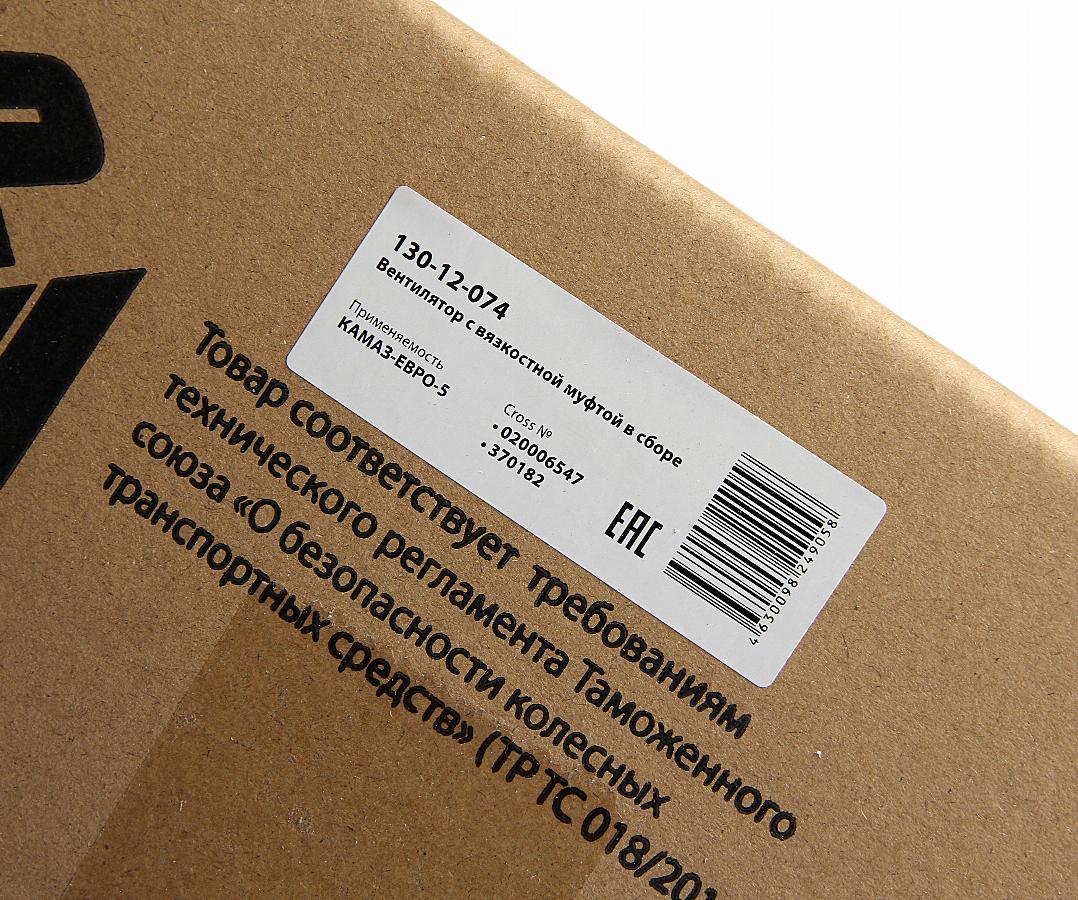 130-12-074
Вентилятор с вязкостной муфтой в сборе
Применяемость
КАМАЗ-ЕВРО-5
Cross №
• 020006547
• 370182
EAC
4630098249058
Товар соответствует требованиям
технического регламента Таможенного
союза «О безопасности колесных
транспортных средств» (ТР ТС 018/201